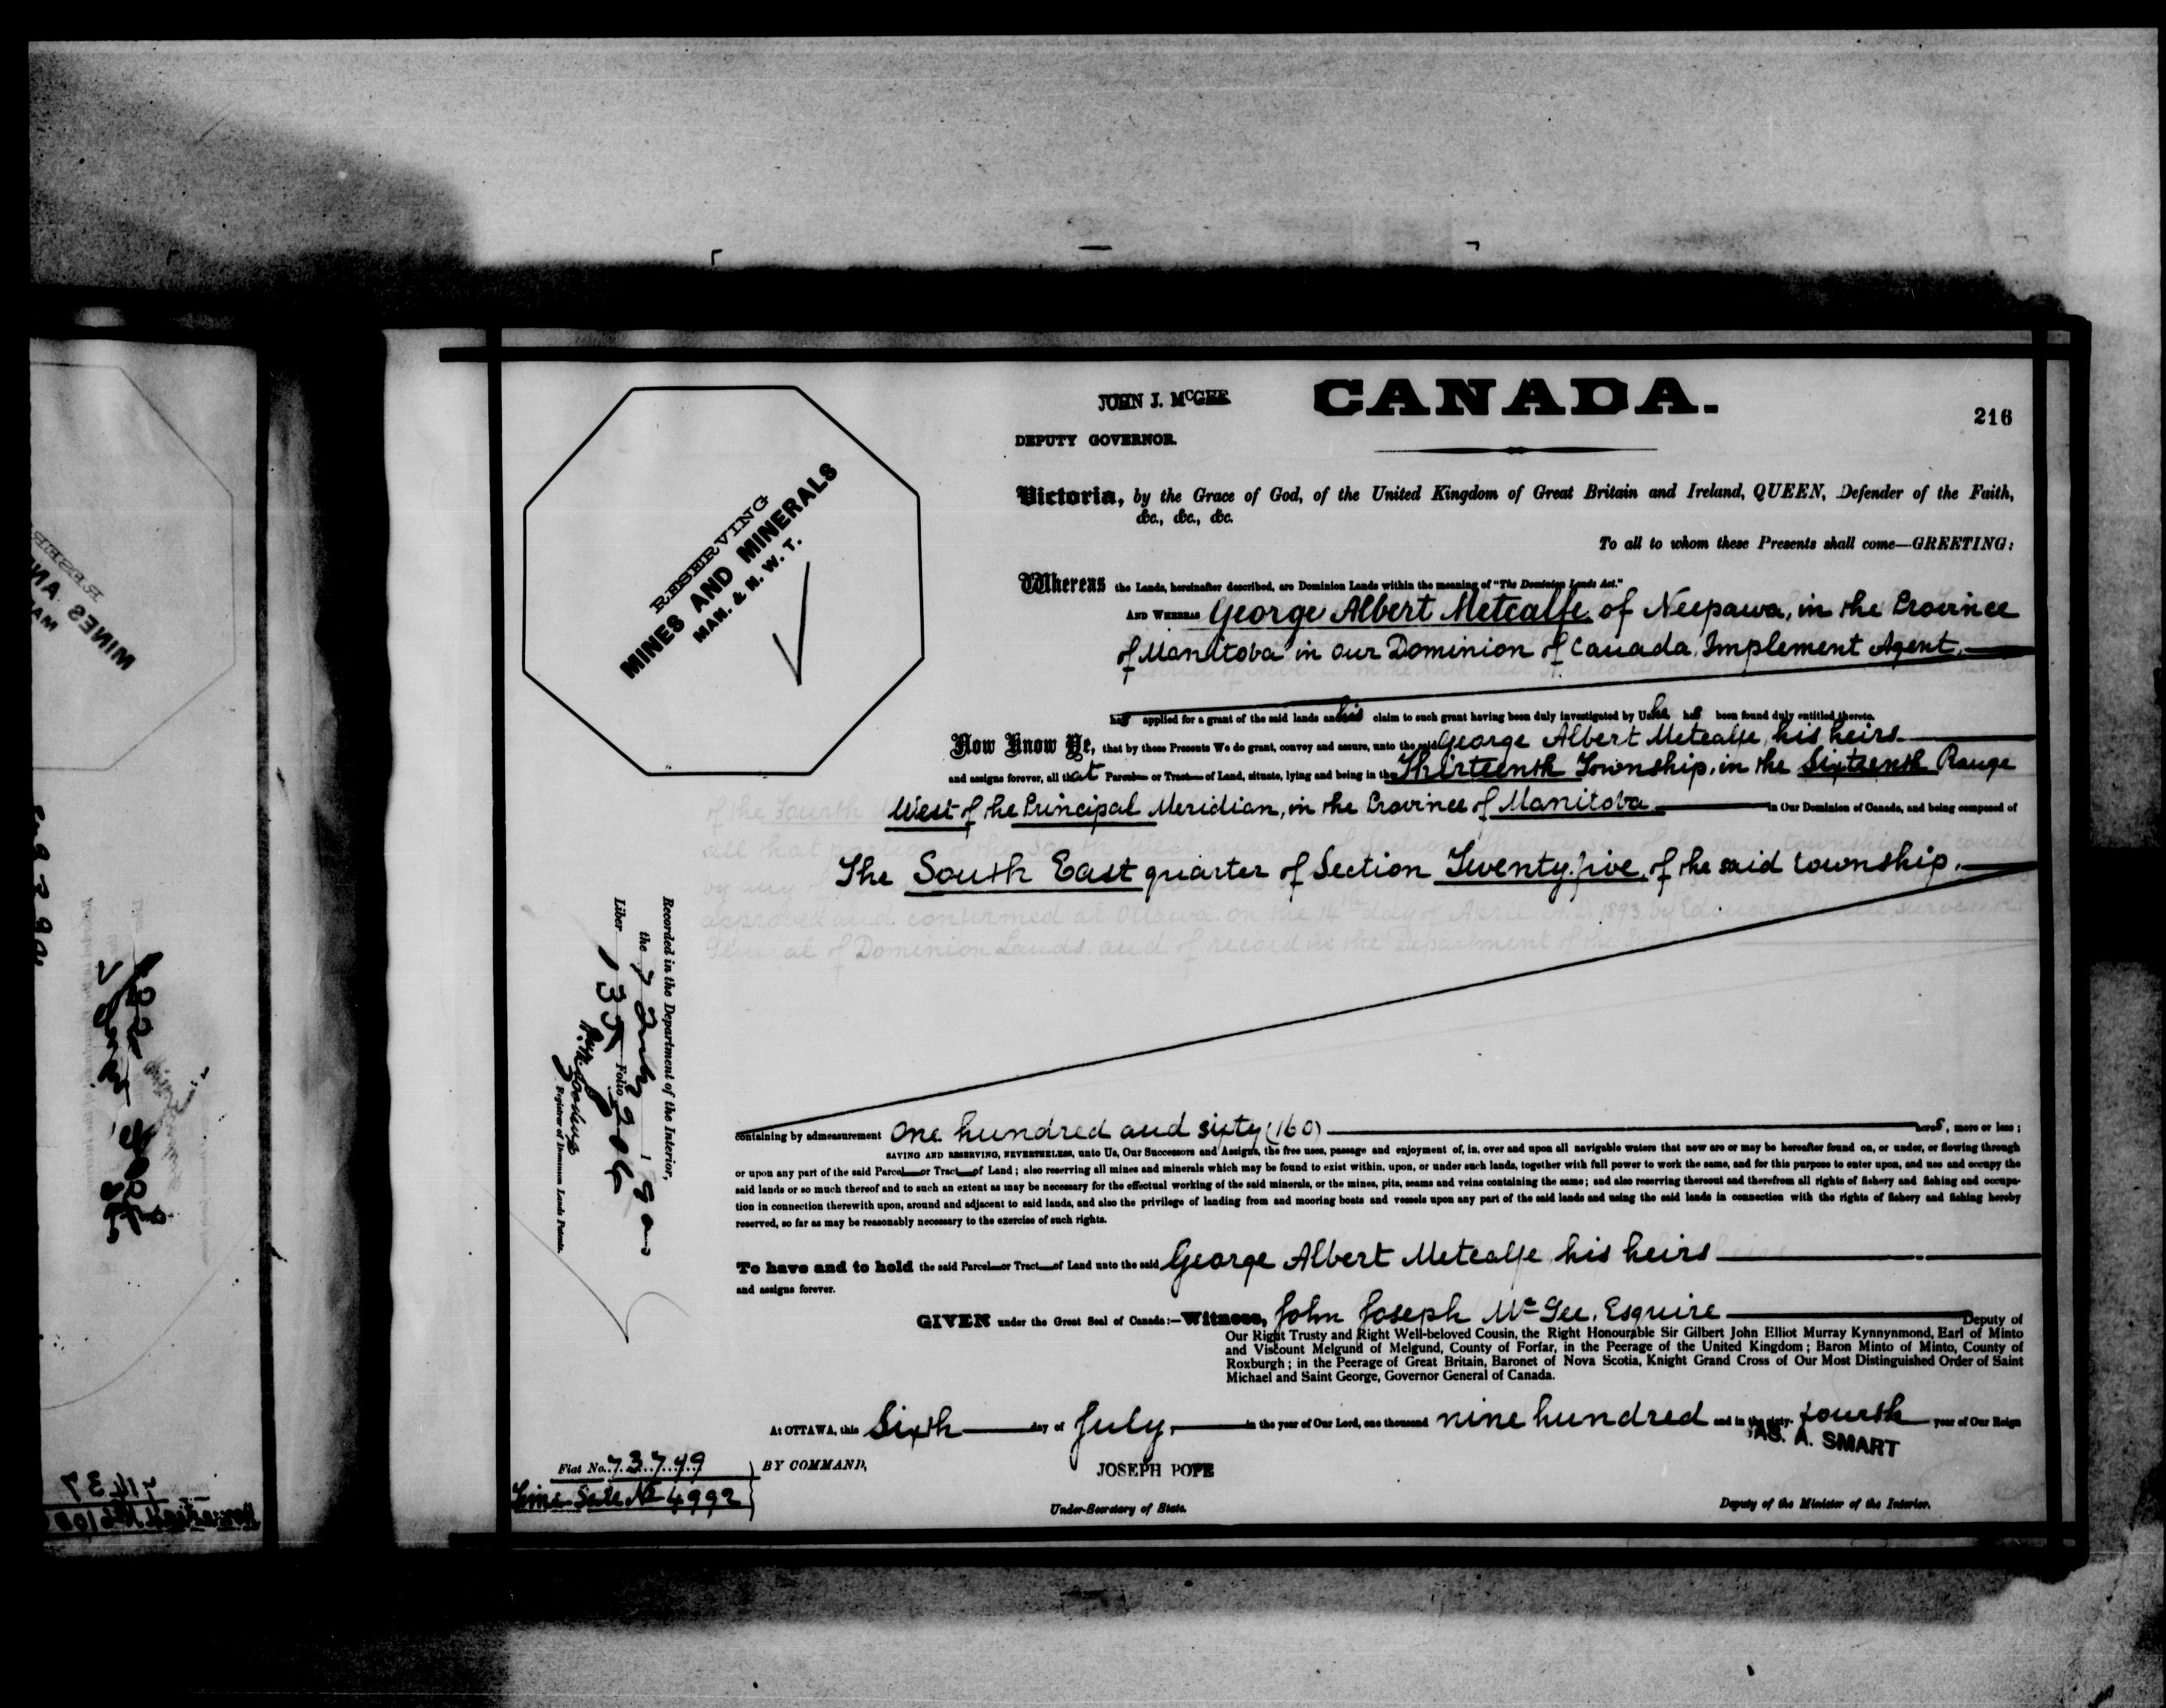 JOHN J. McGEE
CANADA.
216
DEPUTY GOVERNOR.
RESERVING
MINES AND MINERALS
MAN. & N. W. T.
Victoria, by the Grace of God, of the United Kingdom of Great Britain and Ireland, QUEEN, Defender of the Faith,
&c., &c., &c.
To all to whom these Presents shall come—GREETING:
Whereas the Lands, hereinafter described, are Dominion Lands within the meaning of "The Dominion Lands Act."
AND WHEREAS George Albert Metcalfe, of Neepawa, in the Province
of Manitoba in our Dominion of Canada, Implement Agent,
has applied for a grant of the said lands and his claim to such grant having been duly investigated by Us he has been found duly entitled thereto.
Now Know Ye, that by these Presents We do grant, convey and assure, unto the said George Albert Metcalfe, his heirs
and assigns forever, all that Parcel or Tract of Land, situate, lying and being in the Thirteenth Township, in the Sixteenth Range
West of the Principal Meridian, in the Province of Manitoba in Our Dominion of Canada, and being composed of
The South East quarter of Section Twenty-five, of the said township.
Recorded in the Department of the Interior,
the 7 July 1900
Liber 135 Folio 206
Registrar of Dominion Lands Patents.
containing by admeasurement One hundred and sixty (160) acres, more or less;
SAVING AND RESERVING, NEVERTHELESS, unto Us, Our Successors and Assigns, the free uses, passage and enjoyment of, in, over and upon all navigable waters that now are or may be hereafter found on, or under, or flowing through
or upon any part of the said Parcel or Tract of Land; also reserving all mines and minerals which may be found to exist within, upon, or under such lands, together with full power to work the same, and for this purpose to enter upon, and use and occupy the
said lands or so much thereof and to such an extent as may be necessary for the effectual working of the said minerals, or the mines, pits, seams and veins containing the same; and also reserving thereout and therefrom all rights of fishery and fishing and occupa-
tion in connection therewith upon, around and adjacent to said lands, and also the privilege of landing from and mooring boats and vessels upon any part of the said lands and using the said lands in connection with the rights of fishery and fishing hereby
reserved, so far as may be reasonably necessary to the exercise of such rights.
To have and to hold the said Parcel or Tract of Land unto the said George Albert Metcalfe, his heirs
and assigns forever.
GIVEN under the Great Seal of Canada:—Witness, John Joseph McGee, Esquire Deputy of
Our Right Trusty and Right Well-beloved Cousin, the Right Honourable Sir Gilbert John Elliot Murray Kynnynmond, Earl of Minto
and Viscount Melgund of Melgund, County of Forfar, in the Peerage of the United Kingdom; Baron Minto of Minto, County of
Roxburgh; in the Peerage of Great Britain, Baronet of Nova Scotia, Knight Grand Cross of Our Most Distinguished Order of Saint
Michael and Saint George, Governor General of Canada.
At OTTAWA, this Sixth day of July, in the year of Our Lord, one thousand nine hundred and in the sixty-fourth year of Our Reign
JAS. A. SMART
Fiat No. 73749
BY COMMAND,
JOSEPH POPE
Sale No 4992
Under-Secretary of State.
Deputy of the Minister of the Interior.